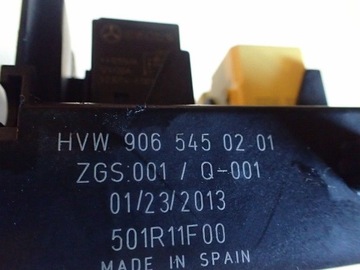 HVW 906 545 02 01
ZGS:001 / Q-001
01/23/2013
501R11F00
MADE IN SPAIN